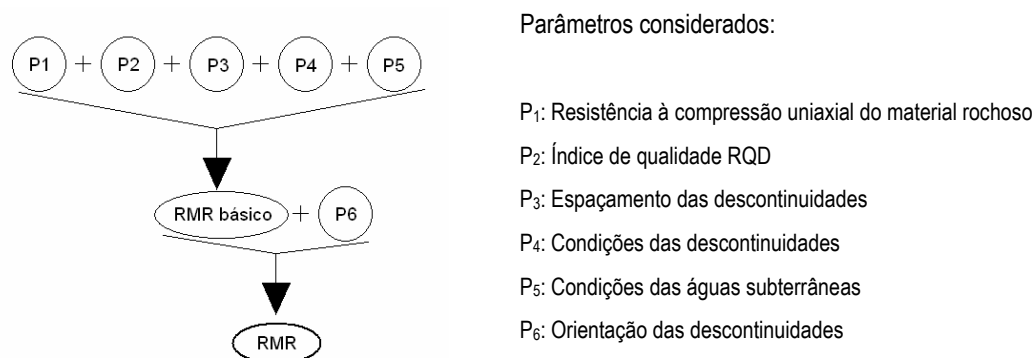 Parâmetros considerados:
P1 + P2 + P3 + P4 + P5
RMR básico + P6
RMR
P1: Resistência à compressão uniaxial do material rochoso
P2: Índice de qualidade RQD
P3: Espaçamento das descontinuidades
P4: Condições das descontinuidades
P5: Condições das águas subterrâneas
P6: Orientação das descontinuidades